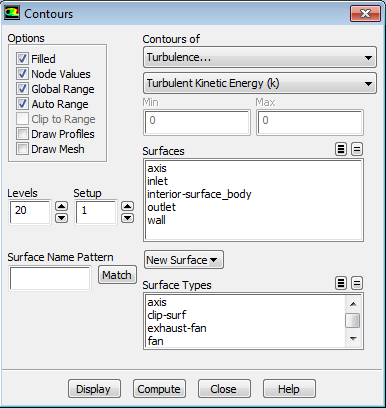 Contours
Options
Filled
Node Values
Global Range
Auto Range
Clip to Range
Draw Profiles
Draw Mesh
Contours of
Turbulence...
Turbulent Kinetic Energy (k)
Min Max
0 0
Surfaces
axis
inlet
interior-surface_body
outlet
wall
Levels Setup
20 1
Surface Name Pattern
Match
New Surface
Surface Types
axis
clip-surf
exhaust-fan
fan
Display Compute Close Help